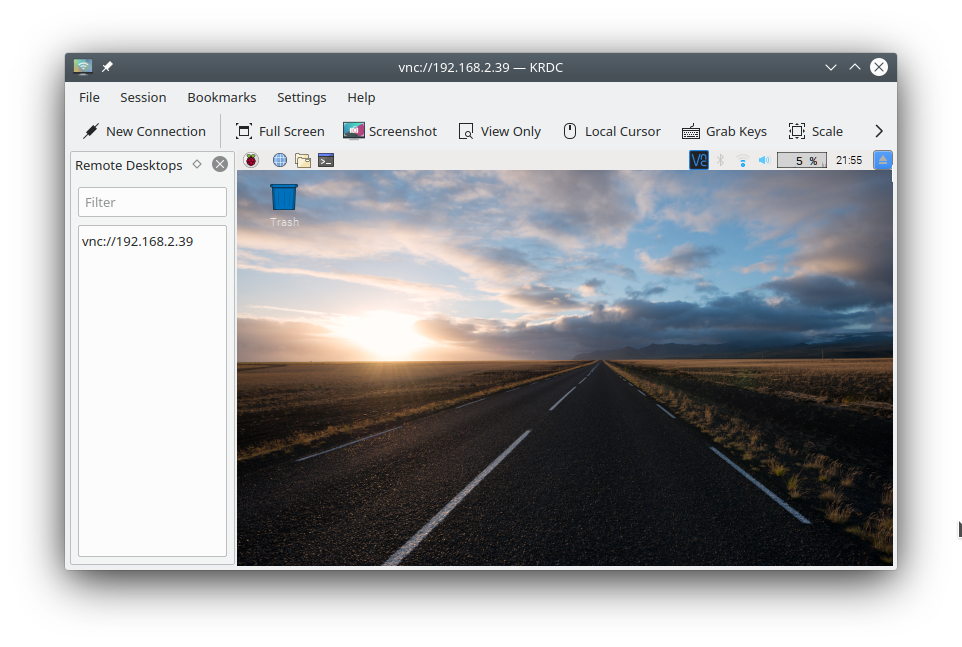 vnc://192.168.2.39 — KRDC
File Session Bookmarks Settings Help
New Connection Full Screen Screenshot View Only Local Cursor Grab Keys Scale
Remote Desktops
5 % 21:55
Filter
Trash
vnc://192.168.2.39